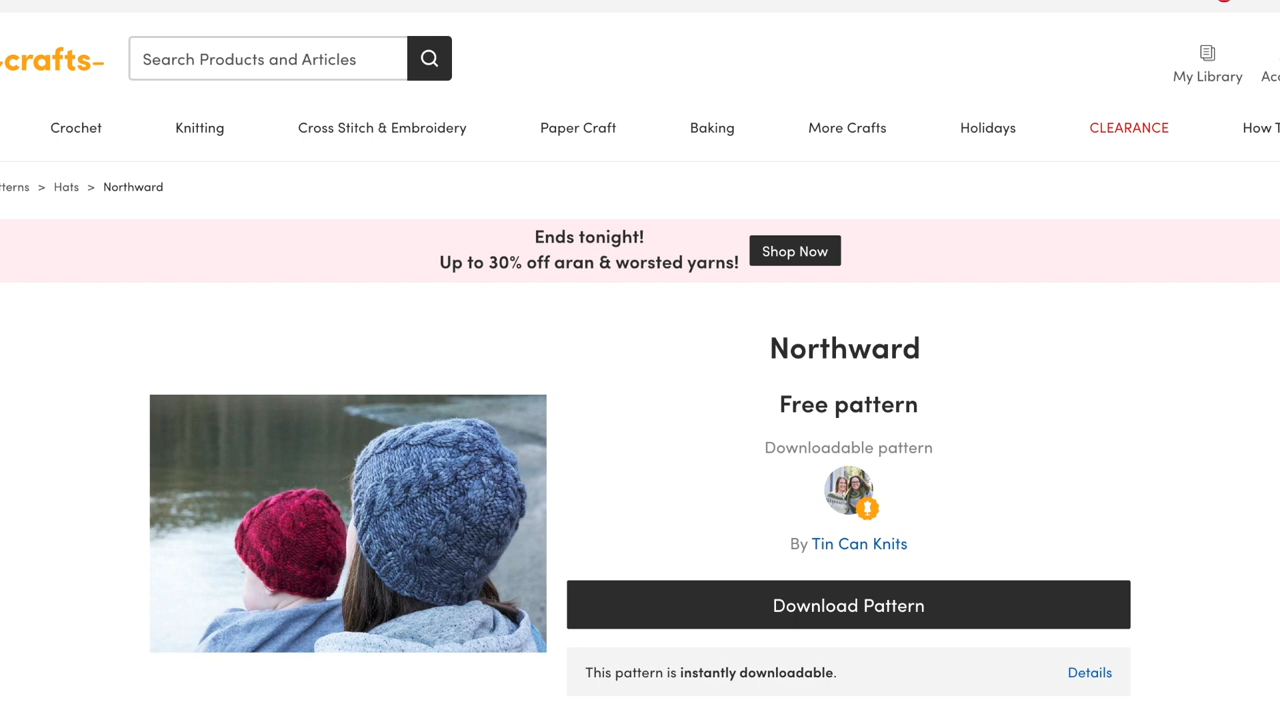 crafts
Search Products and Articles
My Library
Crochet Knitting Cross Stitch & Embroidery Paper Craft Baking More Crafts Holidays CLEARANCE How
> Hats > Northward
Ends tonight!
Up to 30% off aran & worsted yarns!
Shop Now
Northward
Free pattern
Downloadable pattern
By Tin Can Knits
Download Pattern
This pattern is instantly downloadable.
Details